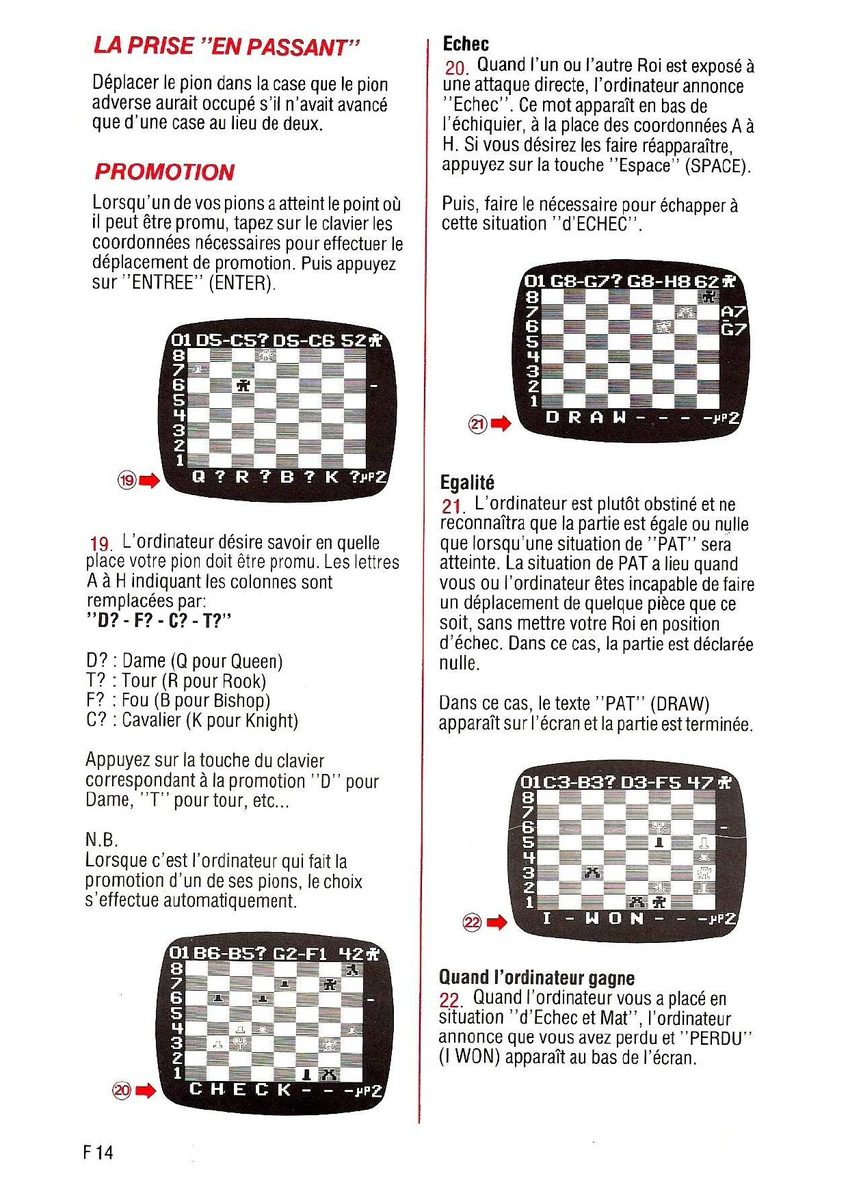 LA PRISE "EN PASSANT"
Déplacer le pion dans la case que le pion
adverse aurait occupé s'il n'avait avancé
que d'une case au lieu de deux.
PROMOTION
Lorsqu'un de vos pions a atteint le point où
il peut être promu, tapez sur le clavier les
coordonnées nécessaires pour effectuer le
déplacement de promotion. Puis appuyez
sur "ENTREE" (ENTER).
01 D5-C5? D5-C6 52
8
7
6 -
5
4
3
2
1
19 Q ? R ? B ? K ?µP2
19. L'ordinateur désire savoir en quelle
place votre pion doit être promu. Les lettres
A à H indiquant les colonnes sont
remplacées par:
"D? - F? - C? - T?"
D? : Dame (Q pour Queen)
T? : Tour (R pour Rook)
F? : Fou (B pour Bishop)
C? : Cavalier (K pour Knight)
Appuyez sur la touche du clavier
correspondant à la promotion "D" pour
Dame, "T" pour tour, etc...
N.B.
Lorsque c'est l'ordinateur qui fait la
promotion d'un de ses pions, le choix
s'effectue automatiquement.
01 B6-B5? G2-F1 42
8
7
6 -
5
4
3
2
1
20 C H E C K - - -µP2
F 14
Echec
20. Quand l'un ou l'autre Roi est exposé à
une attaque directe, l'ordinateur annonce
"Echec". Ce mot apparaît en bas de
l'échiquier, à la place des coordonnées A à
H. Si vous désirez les faire réapparaître,
appuyez sur la touche "Espace" (SPACE).
Puis, faire le nécessaire pour échapper à
cette situation "d'ECHEC".
01 G8-G7? G8-H8 62
8
7 A7
6 - G7
5
4
3
2
1
21 D R A W - - - -µP2
Egalité
21. L'ordinateur est plutôt obstiné et ne
reconnaîtra que la partie est égale ou nulle
que lorsqu'une situation de "PAT" sera
atteinte. La situation de PAT a lieu quand
vous ou l'ordinateur êtes incapable de faire
un déplacement de quelque pièce que ce
soit, sans mettre votre Roi en position
d'échec. Dans ce cas, la partie est déclarée
nulle.
Dans ce cas, le texte "PAT" (DRAW)
apparaît sur l'écran et la partie est terminée.
01 C3-B3? D3-F5 47
8
7
6 -
5
4
3
2
1
22 I - W O N - - -µP2
Quand l'ordinateur gagne
22. Quand l'ordinateur vous a placé en
situation "d'Echec et Mat", l'ordinateur
annonce que vous avez perdu et "PERDU"
(I WON) apparaît au bas de l'écran.